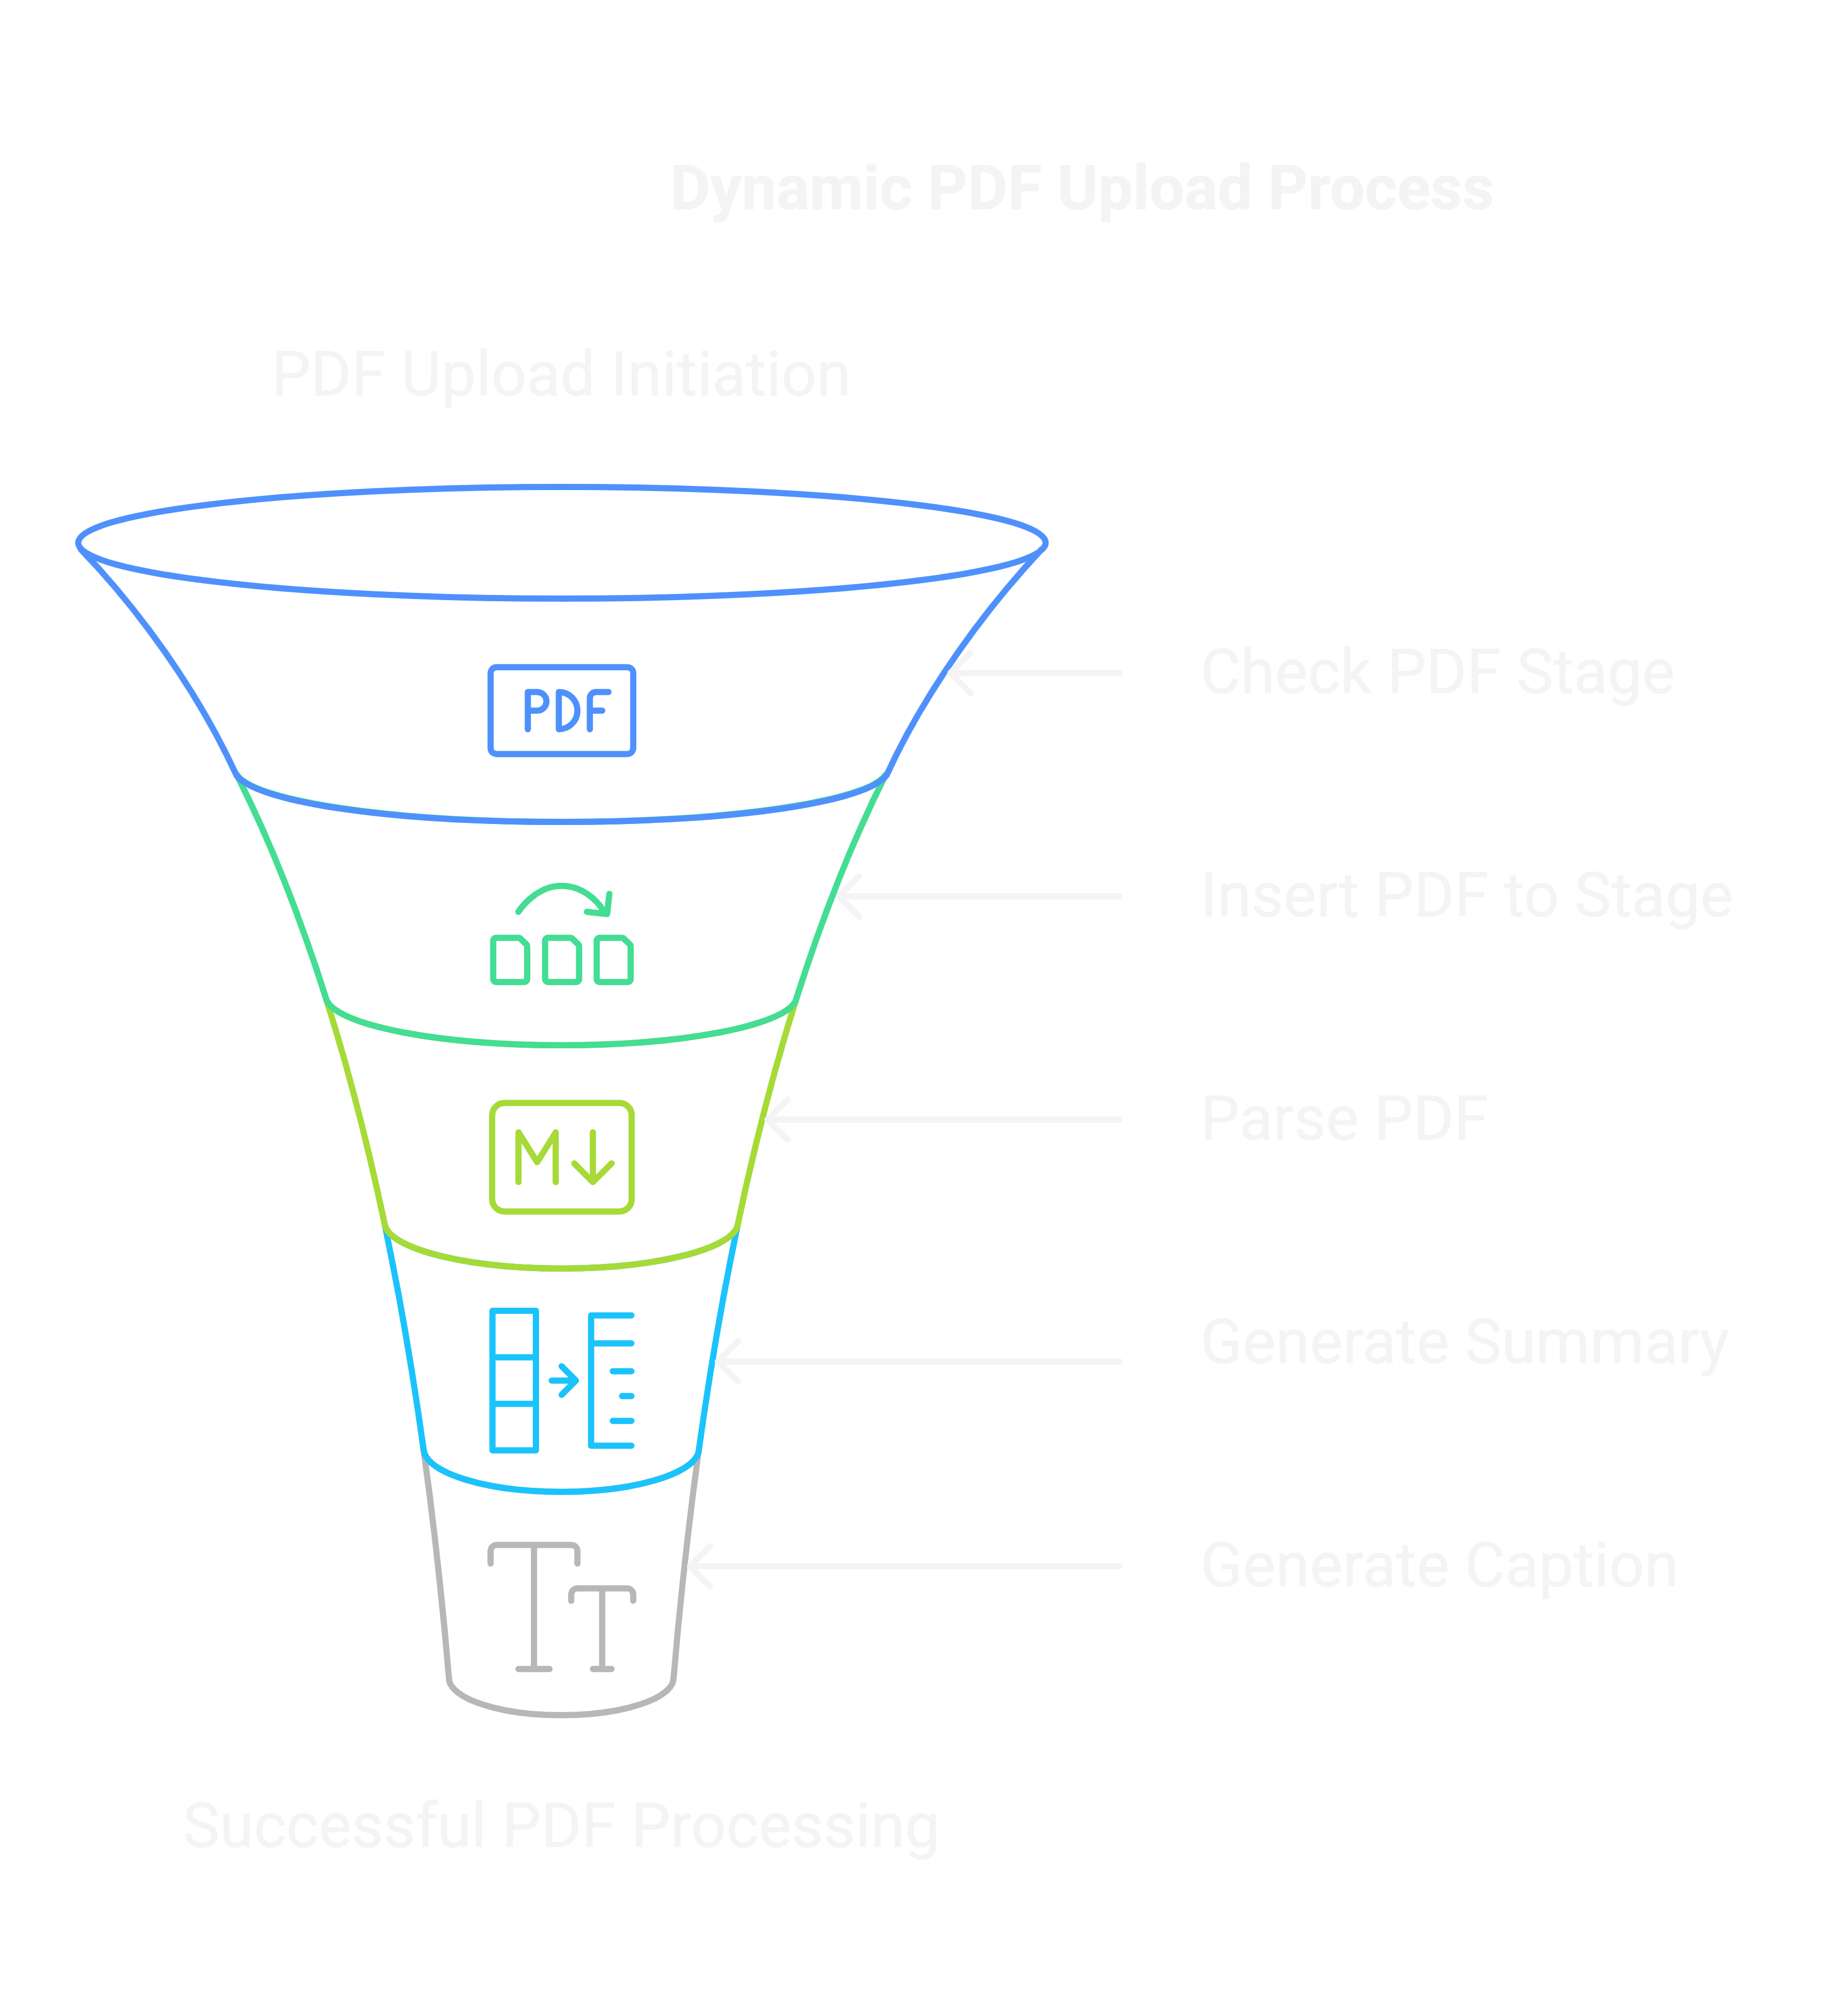 Dynamic PDF Upload Process
PDF Upload Initiation
PDF
Check PDF Stage
Insert PDF to Stage
M
Parse PDF
Generate Summary
TT
Generate Caption
Successful PDF Processing